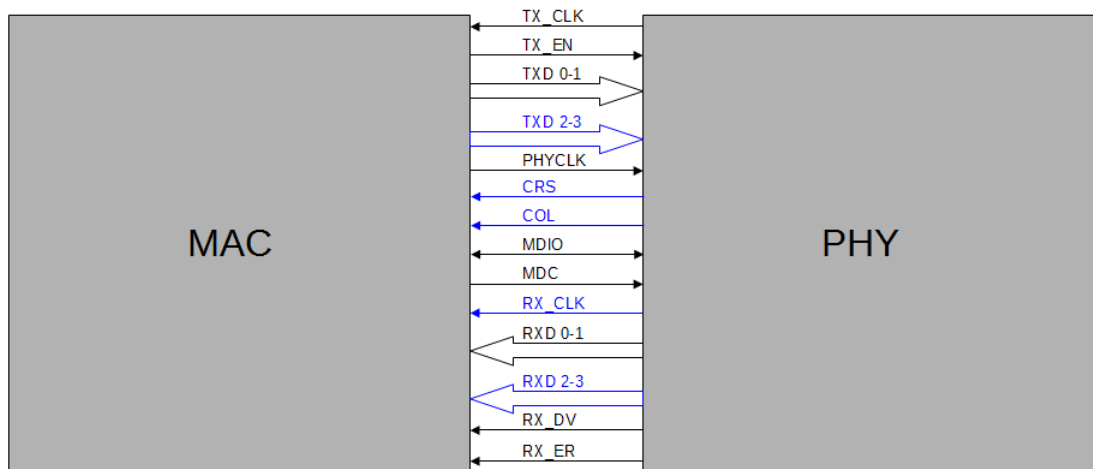 TX_CLK
TX_EN
TXD 0-1
TXD 2-3
PHYCLK
CRS
COL
MAC
PHY
MDIO
MDC
RX_CLK
RXD 0-1
RXD 2-3
RX_DV
RX_ER